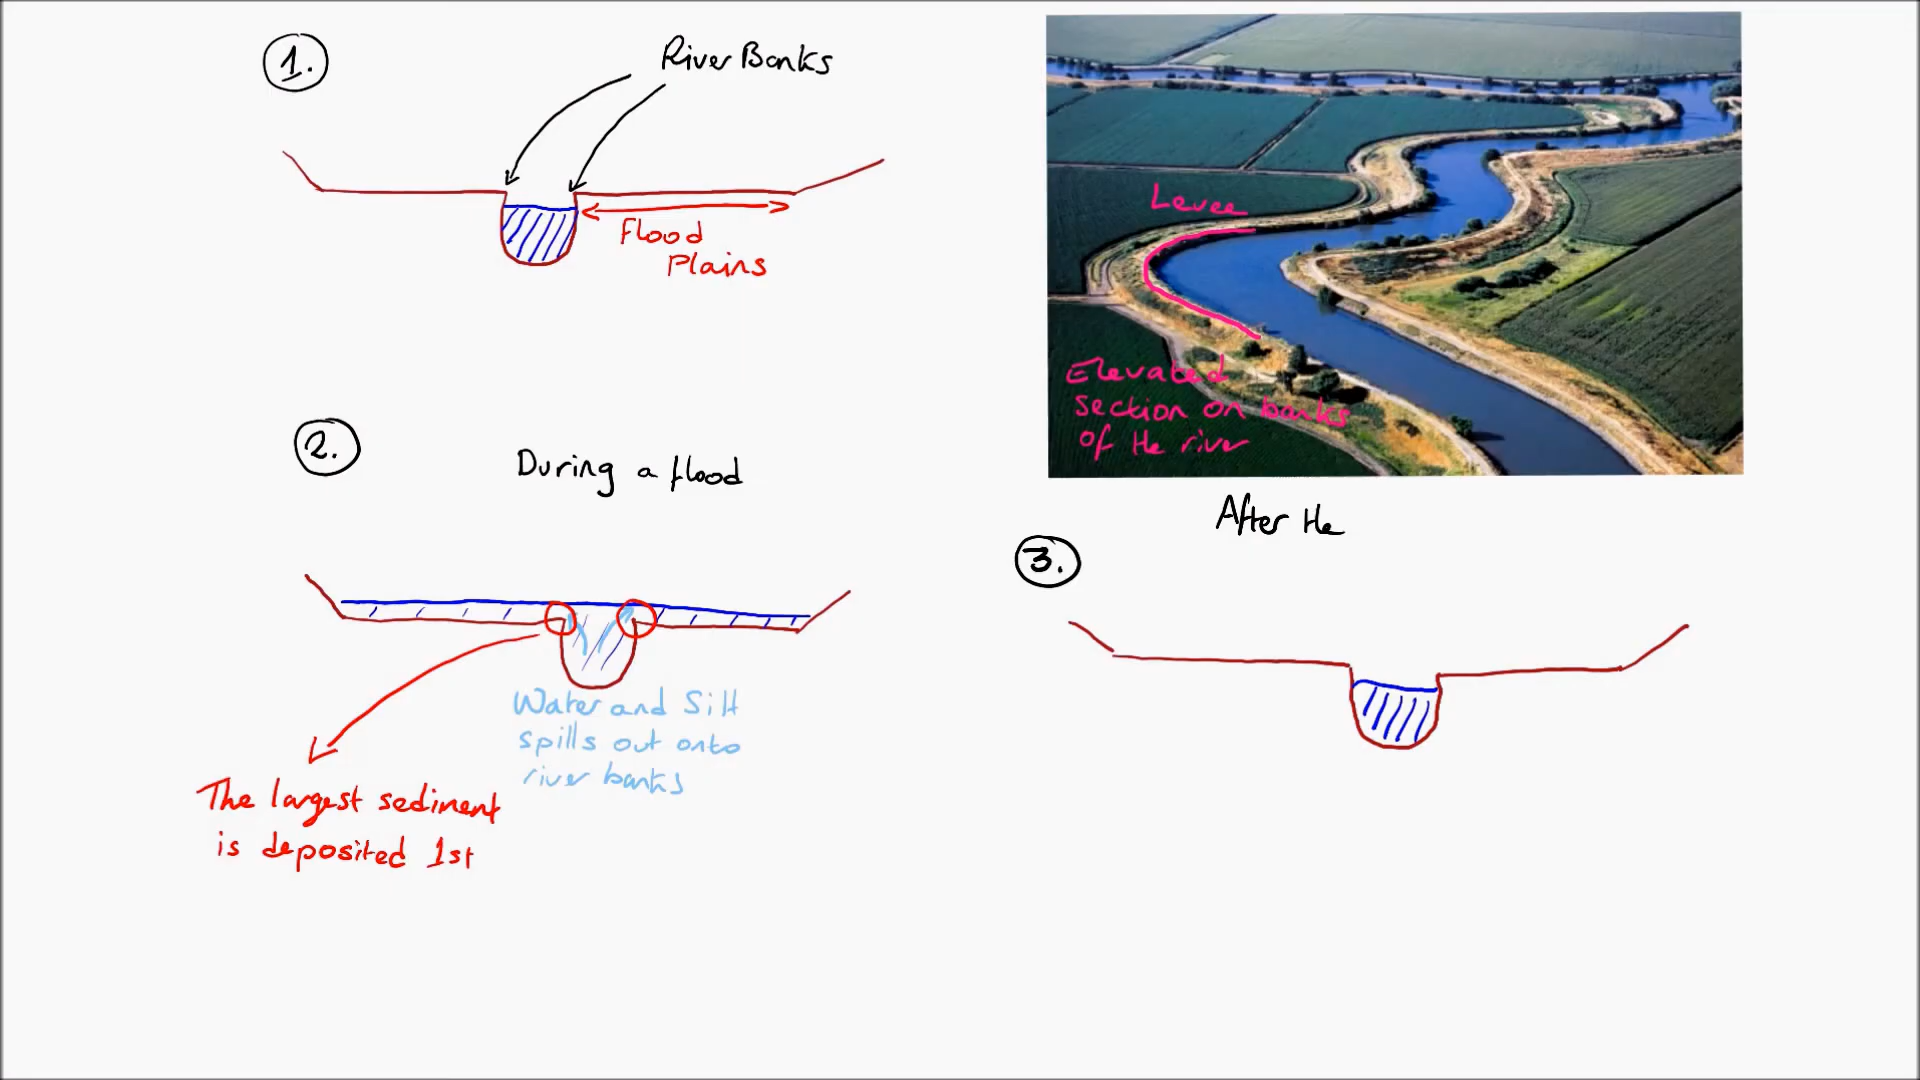 1.
River Banks
Flood
Plains
Levee
Elevated
section on banks
of the river
2.
During a flood
Water and Silt
spills out onto
river banks
The largest sediment
is deposited 1st
After the
3.